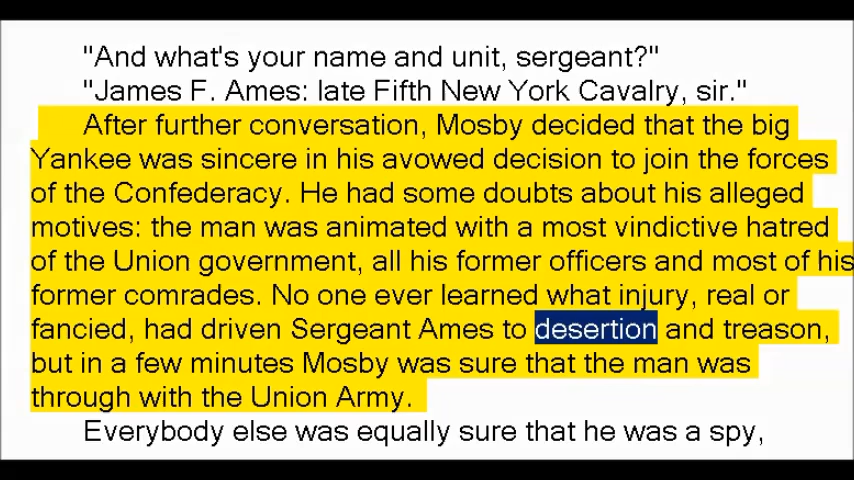 "And what's your name and unit, sergeant?"
"James F. Ames: late Fifth New York Cavalry, sir."
After further conversation, Mosby decided that the big
Yankee was sincere in his avowed decision to join the forces
of the Confederacy. He had some doubts about his alleged
motives: the man was animated with a most vindictive hatred
of the Union government, all his former officers and most of his
former comrades. No one ever learned what injury, real or
fancied, had driven Sergeant Ames to desertion and treason,
but in a few minutes Mosby was sure that the man was
through with the Union Army.
Everybody else was equally sure that he was a spy,